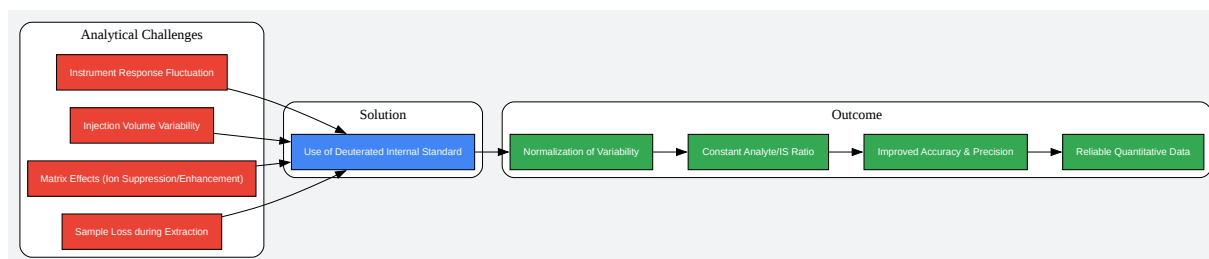 Analytical Challenges
Instrument Response Fluctuation
Injection Volume Variability
Matrix Effects (Ion Suppression/Enhancement)
Sample Loss during Extraction
Solution
Use of Deuterated Internal Standard
Outcome
Normalization of Variability
Constant Analyte/IS Ratio
Improved Accuracy & Precision
Reliable Quantitative Data